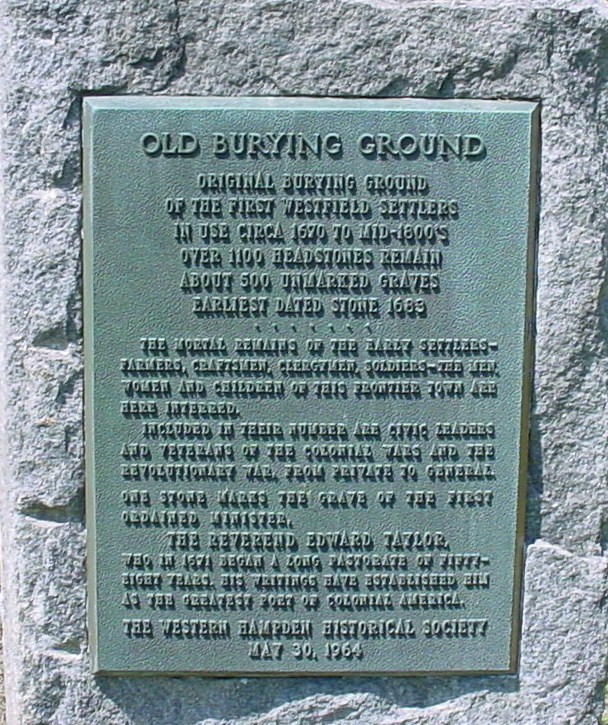 OLD BURYING GROUND
ORIGINAL BURYING GROUND
OF THE FIRST WESTFIELD SETTLERS
IN USE CIRCA 1670 TO MID-1800'S
OVER 1100 HEADSTONES REMAIN
ABOUT 500 UNMARKED GRAVES
EARLIEST DATED STONE 1683
THE MORTAL REMAINS OF THE EARLY SETTLERS-
FARMERS, CRAFTSMEN, CLERGYMEN, SOLDIERS-THE MEN,
WOMEN AND CHILDREN OF THIS FRONTIER TOWN ARE
HERE INTERRED.
INCLUDED IN THEIR NUMBER ARE CIVIC LEADERS
AND VETERANS OF THE COLONIAL WARS AND THE
REVOLUTIONARY WAR, FROM PRIVATE TO GENERAL.
ONE STONE MARKS THE GRAVE OF THE FIRST
ORDAINED MINISTER,
THE REVEREND EDWARD TAYLOR,
WHO IN 1671 BEGAN A LONG PASTORATE OF FIFTY-
EIGHT YEARS. HIS WRITINGS HAVE ESTABLISHED HIM
AS THE GREATEST POET OF COLONIAL AMERICA.
THE WESTERN HAMPDEN HISTORICAL SOCIETY
MAY 30, 1964